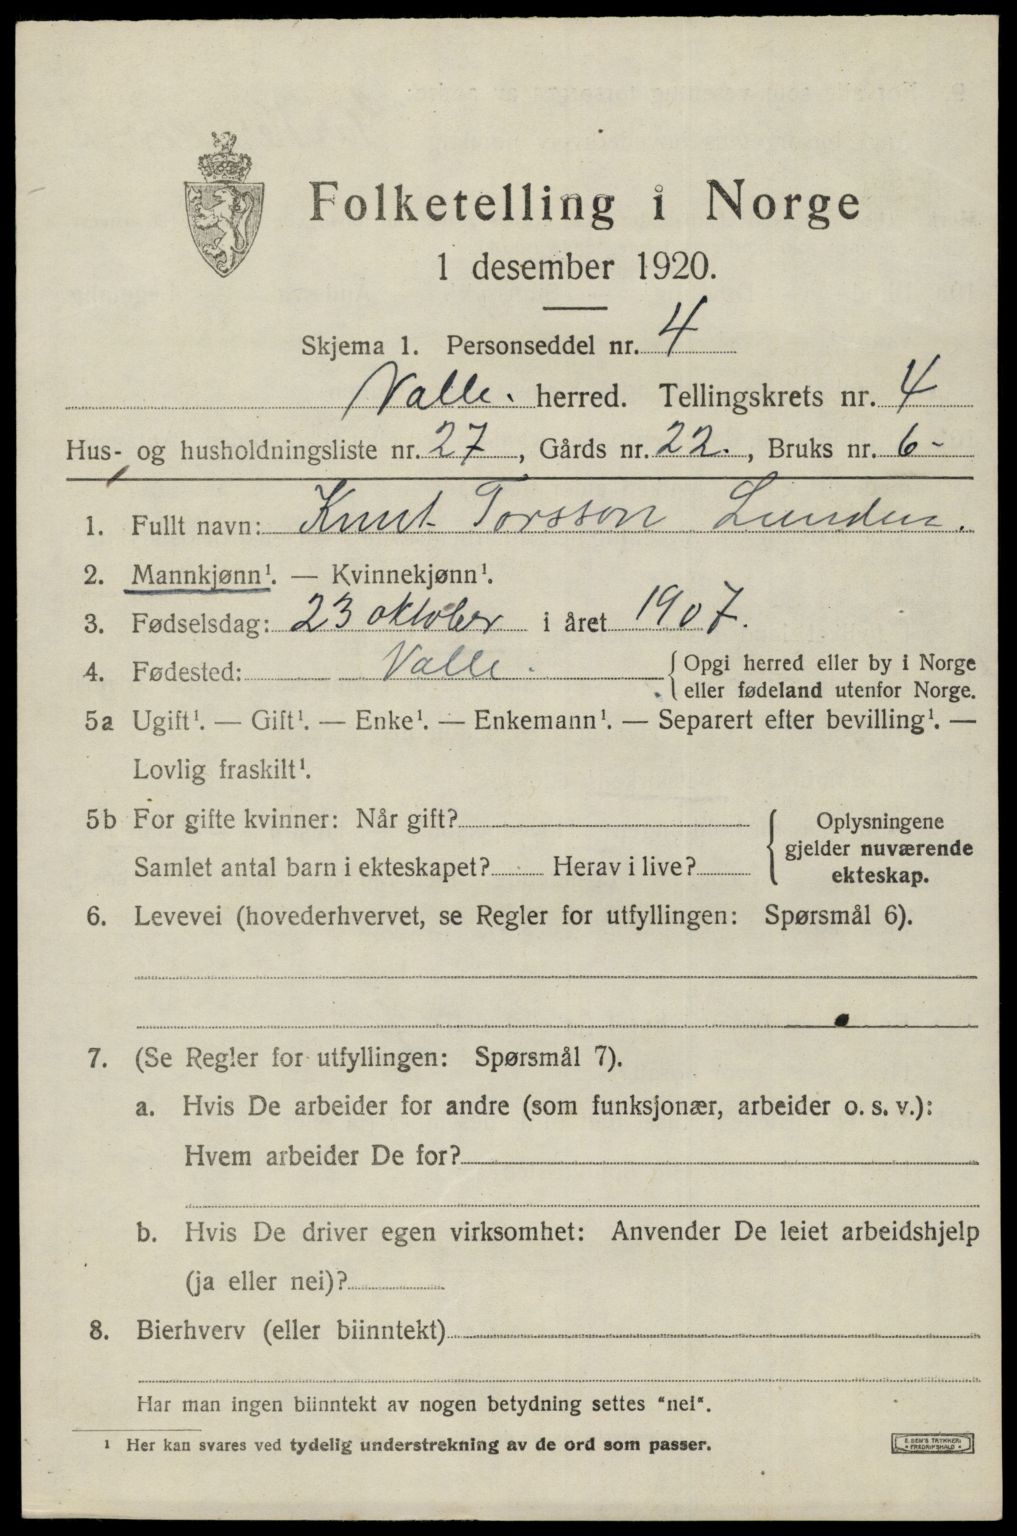 Folketelling i Norge
1 desember 1920.
Skjema 1. Personseddel nr. 4
Valle. herred. Tellingskrets nr. 4
Hus- og husholdningsliste nr. 27, Gårds nr. 22., Bruks nr. 6-
1. Fullt navn: Knut Torsson Lunden.
2. Mannkjønn¹. — Kvinnekjønn¹.
3. Fødselsdag: 23 oktober i året 1907.
4. Fødested: Valle. { Opgi herred eller by i Norge
eller fødeland utenfor Norge.
5a Ugift¹. — Gift¹. — Enke¹. — Enkemann¹. — Separert efter bevilling¹. —
Lovlig fraskilt¹.
5b For gifte kvinner: Når gift?
Samlet antal barn i ekteskapet? Herav i live?
{ Oplysningene
gjelder nuværende
ekteskap.
6. Levevei (hovederhvervet, se Regler for utfyllingen: Spørsmål 6).
7. (Se Regler for utfyllingen: Spørsmål 7).
a. Hvis De arbeider for andre (som funksjonær, arbeider o. s. v.):
Hvem arbeider De for?
b. Hvis De driver egen virksomhet: Anvender De leiet arbeidshjelp
(ja eller nei)?
8. Bierhverv (eller biinntekt)
Har man ingen biinntekt av nogen betydning settes "nei".
¹ Her kan svares ved tydelig understrekning av de ord som passer.
E. SEM'S TRYKKERI
FREDRIKSHALD